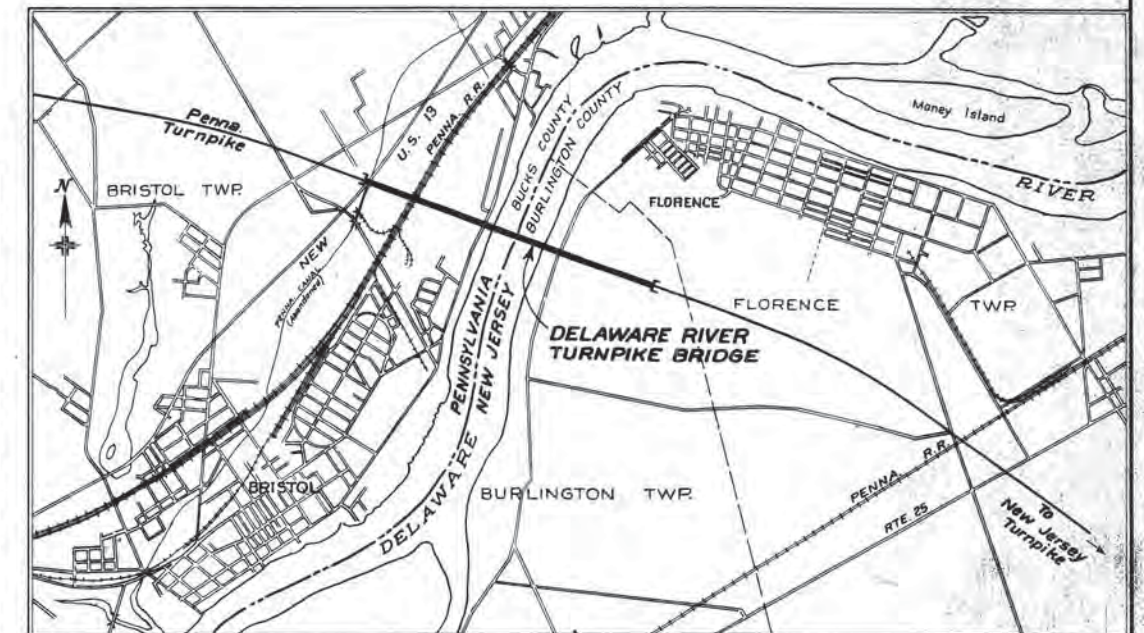 Penna.
Turnpike
N
BRISTOL TWP.
U.S. 13
PENNA. R.R.
NEW
PENNA. CANAL
(Abandoned)
BRISTOL
BUCKS COUNTY
BURLINGTON COUNTY
PENNSYLVANIA
NEW JERSEY
DELAWARE
RIVER
Money Island
FLORENCE
FLORENCE
TWP.
DELAWARE RIVER
TURNPIKE BRIDGE
BURLINGTON TWP.
PENNA. R.R.
RTE. 25
To
New Jersey
Turnpike